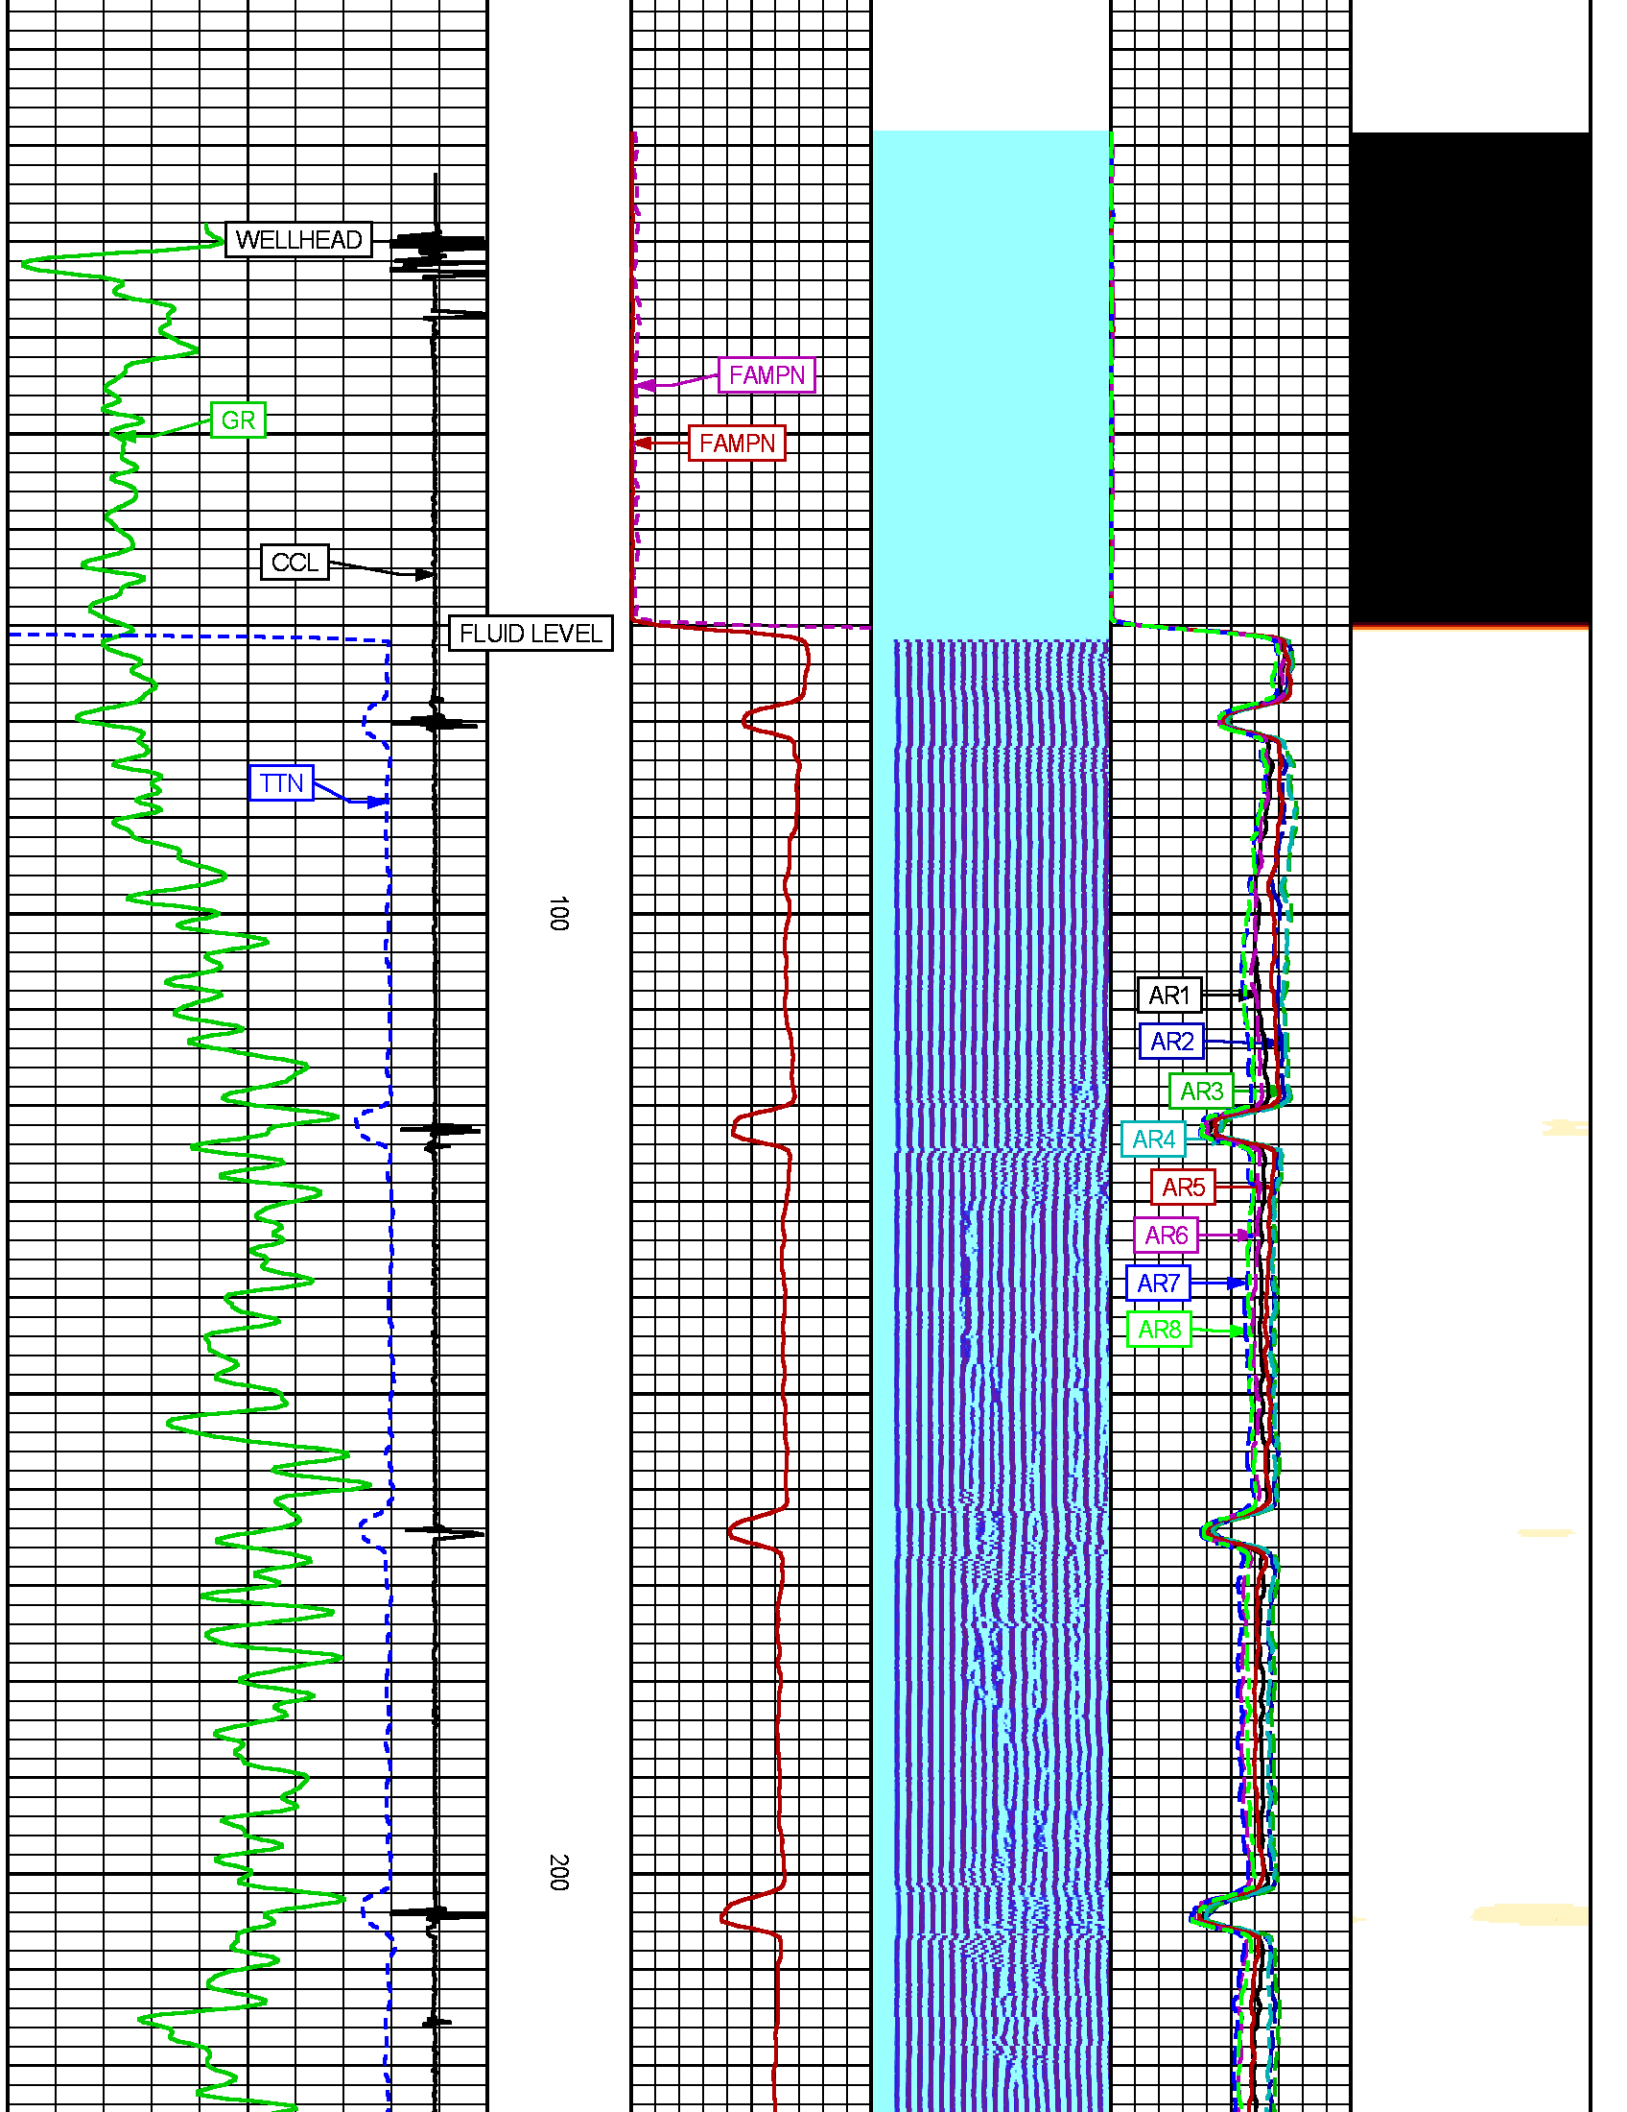 WELLHEAD
FAMPN
GR
FAMPN
CCL
FLUID LEVEL
TTN
100
AR1
AR2
AR3
AR4
AR5
AR6
AR7
AR8
200